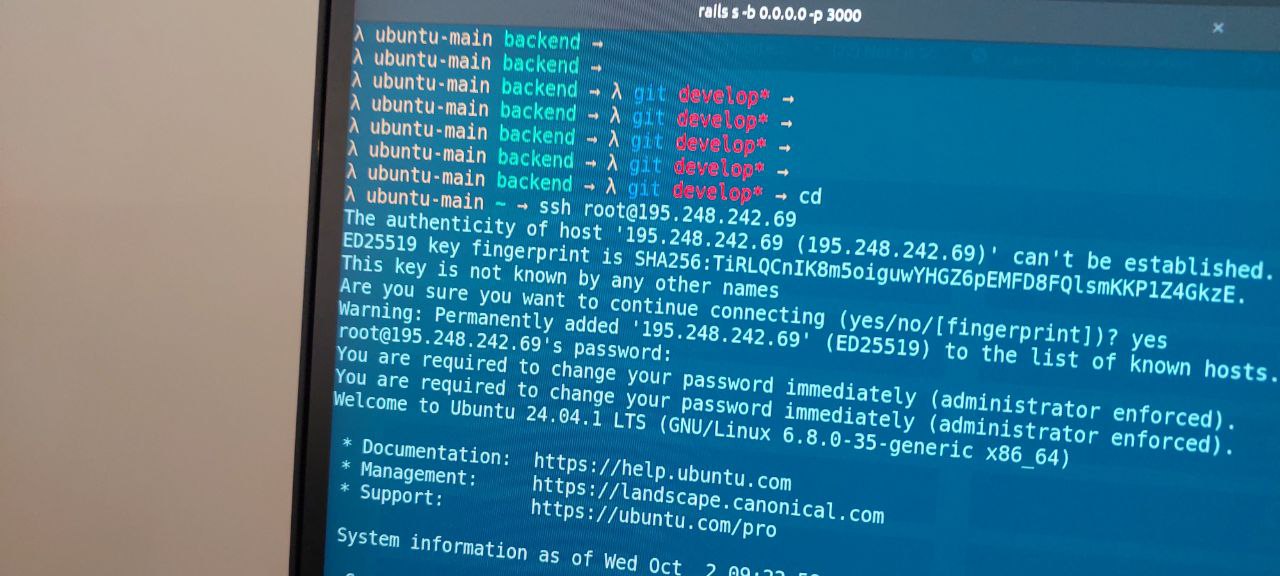 rails s -b 0.0.0.0 -p 3000 ×
λ ubuntu-main backend →
λ ubuntu-main backend →
λ ubuntu-main backend → λ git develop* →
λ ubuntu-main backend → λ git develop* →
λ ubuntu-main backend → λ git develop* →
λ ubuntu-main backend → λ git develop* →
λ ubuntu-main backend → λ git develop* → cd
λ ubuntu-main ~ → ssh root@195.248.242.69
The authenticity of host '195.248.242.69 (195.248.242.69)' can't be established.
ED25519 key fingerprint is SHA256:TiRLQCnIK8m5oiguwYHGZ6pEMFD8FQlsmKKP1Z4GkzE.
This key is not known by any other names
Are you sure you want to continue connecting (yes/no/[fingerprint])? yes
Warning: Permanently added '195.248.242.69' (ED25519) to the list of known hosts.
root@195.248.242.69's password:
You are required to change your password immediately (administrator enforced).
You are required to change your password immediately (administrator enforced).
Welcome to Ubuntu 24.04.1 LTS (GNU/Linux 6.8.0-35-generic x86_64)
* Documentation: https://help.ubuntu.com
* Management: https://landscape.canonical.com
* Support: https://ubuntu.com/pro
System information as of Wed Oct 2